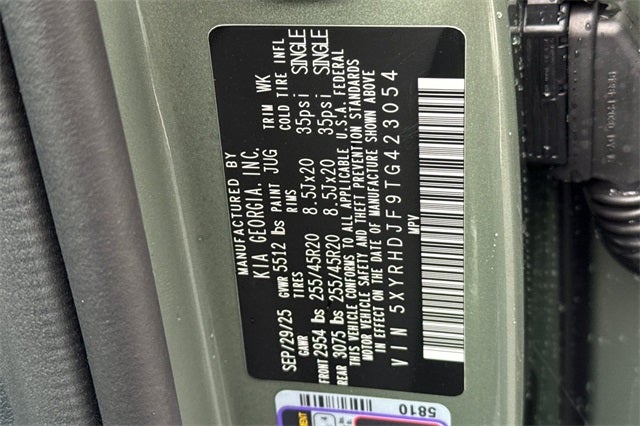 MANUFACTURED BY
KIA GEORGIA, INC.
SEP/29/25 GVWR 5512 lbs PAINT JUG TRIM WK
GAWR TIRES RIMS COLD TIRE INFL
FRONT 2954 lbs 255/45R20 8.5Jx20 35psi SINGLE
REAR 3075 lbs 255/45R20 8.5Jx20 35psi SINGLE
THIS VEHICLE CONFORMS TO ALL APPLICABLE U.S.A. FEDERAL
MOTOR VEHICLE SAFETY AND THEFT PREVENTION STANDARDS
IN EFFECT ON THE DATE OF MANUFACTURE SHOWN ABOVE
VIN 5XYRHDJF9TG423054
MPV
5810